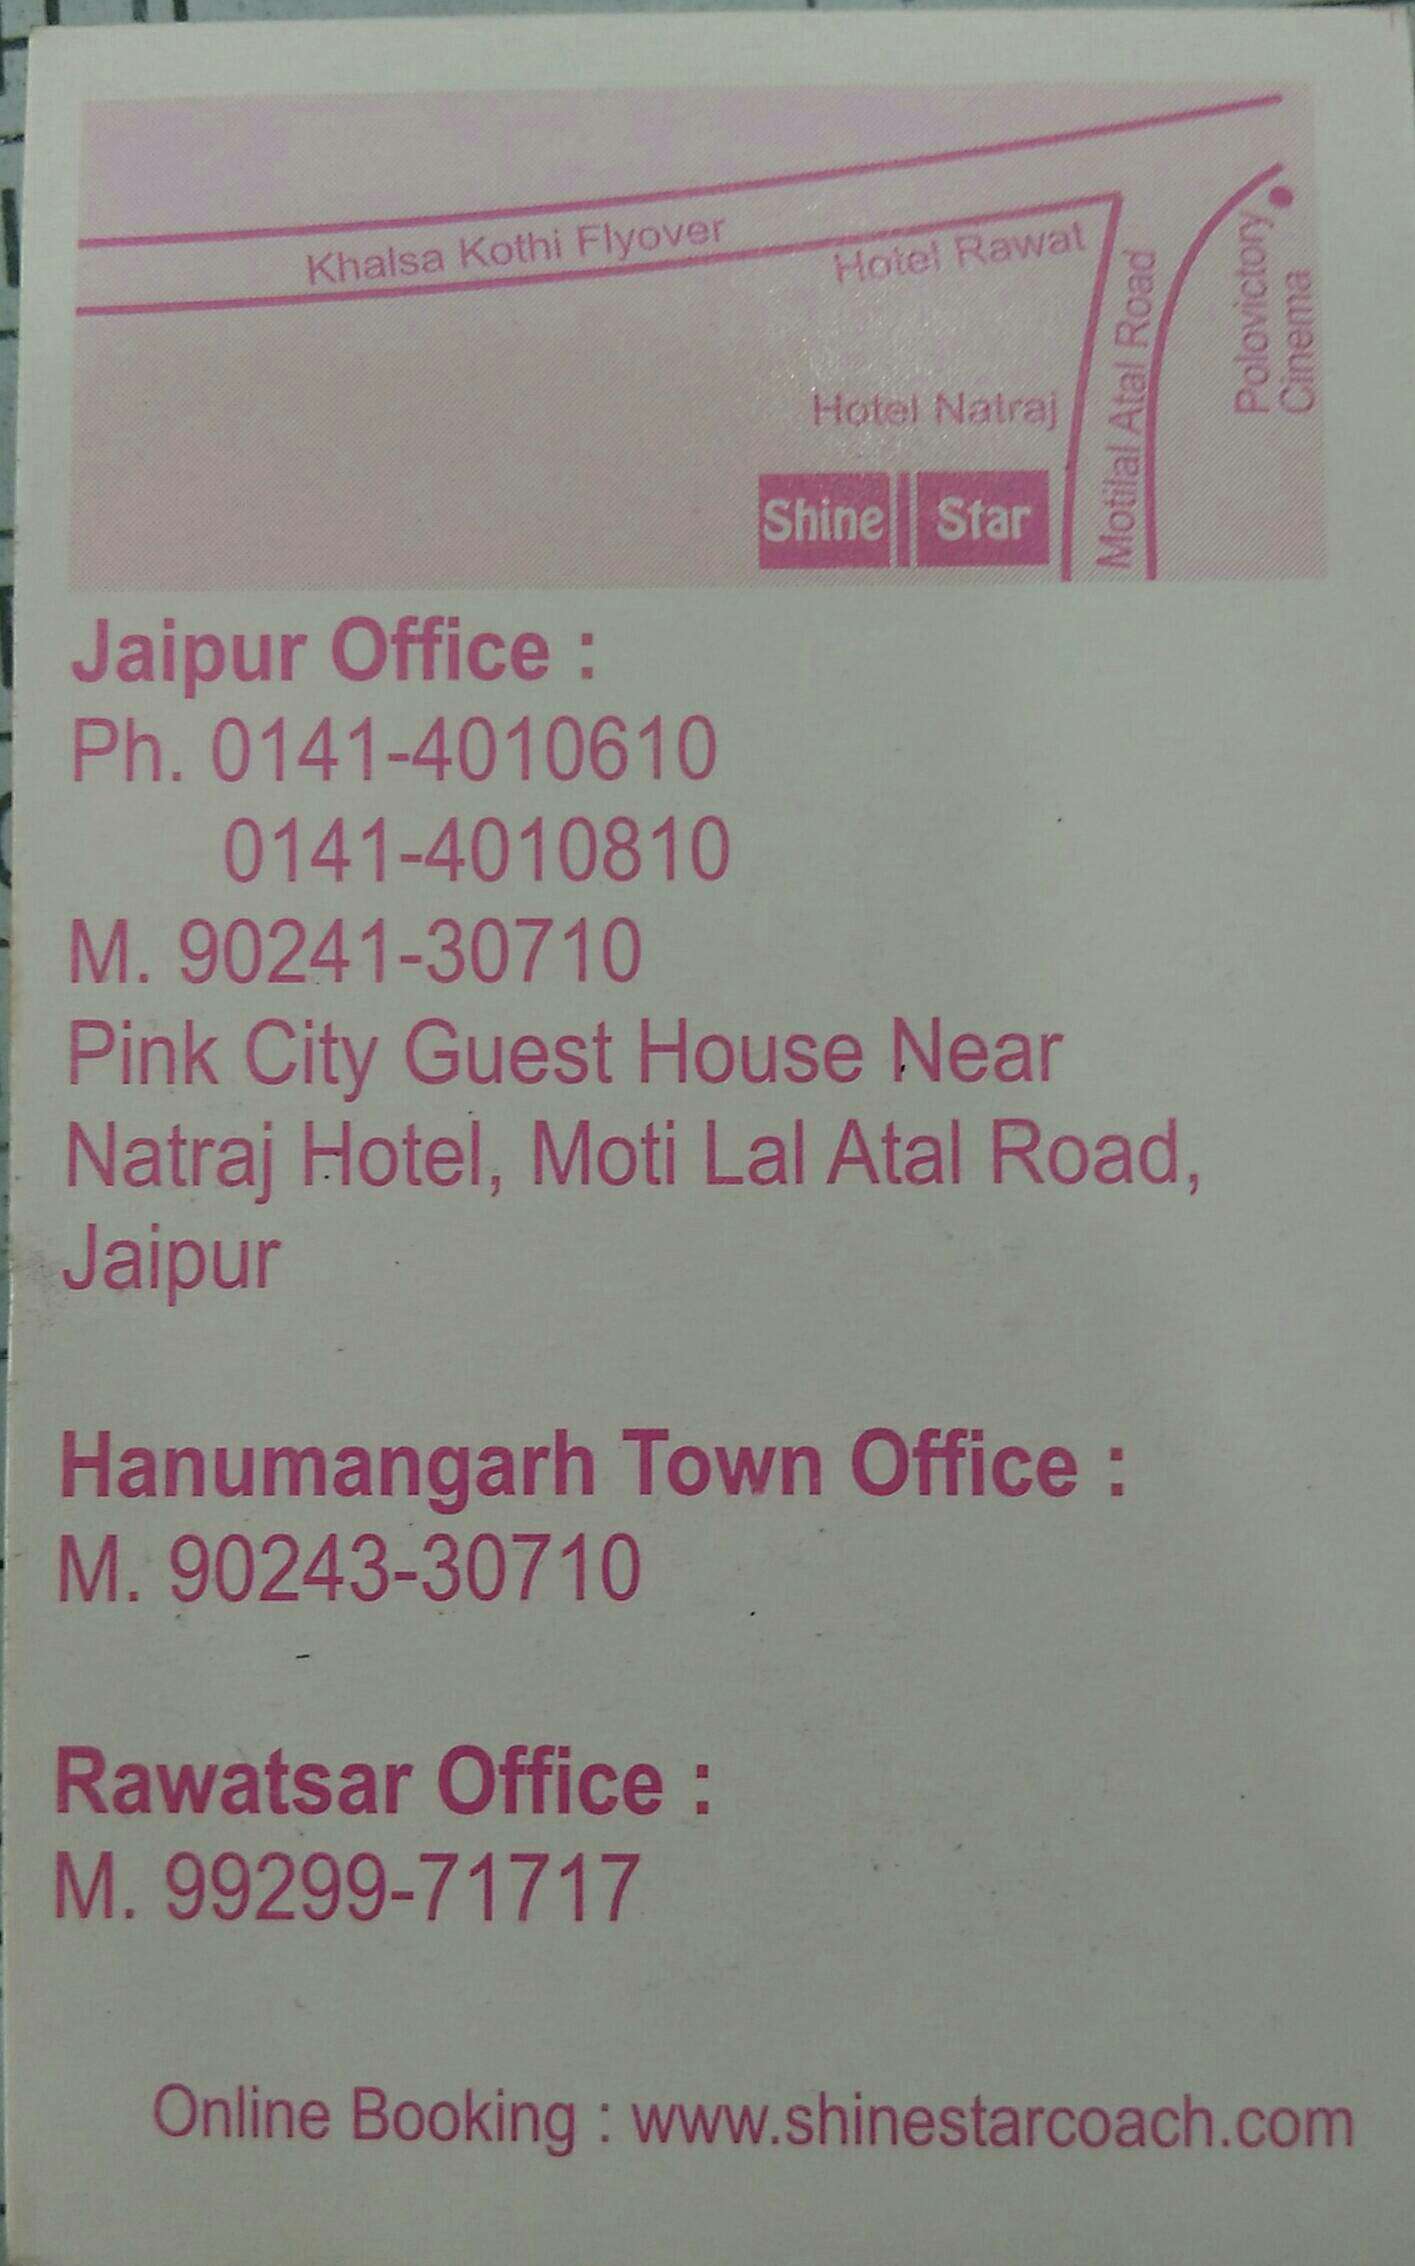 Khalsa Kothi Flyover
Hotel Rawat
Hotel Natraj
Shine Star
Motilal Atal Road
Polovictory
Cinema
Jaipur Office :
Ph. 0141-4010610
0141-4010810
M. 90241-30710
Pink City Guest House Near
Natraj Hotel, Moti Lal Atal Road,
Jaipur
Hanumangarh Town Office :
M. 90243-30710
Rawatsar Office :
M. 99299-71717
Online Booking : www.shinestarcoach.com